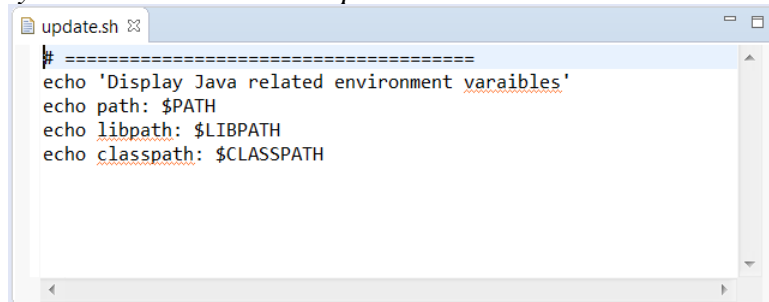 update.sh
# ======================================
echo 'Display Java related environment varaibles'
echo path: $PATH
echo libpath: $LIBPATH
echo classpath: $CLASSPATH